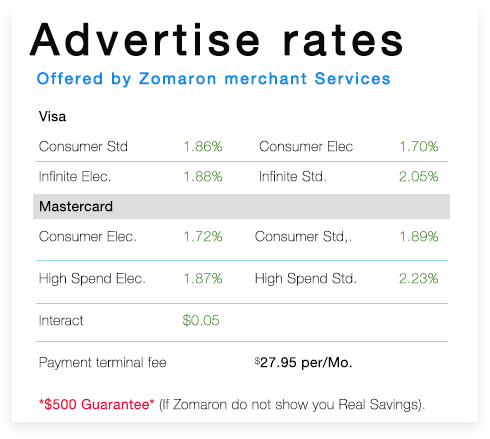 Advertise rates
Offered by Zomaron merchant Services
Visa
Consumer Std 1.86% Consumer Elec 1.70%
Infinite Elec. 1.88% Infinite Std. 2.05%
Mastercard
Consumer Elec. 1.72% Consumer Std,. 1.89%
High Spend Elec. 1.87% High Spend Std. 2.23%
Interact $0.05
Payment terminal fee $27.95 per/Mo.
*$500 Guarantee* (If Zomaron do not show you Real Savings).